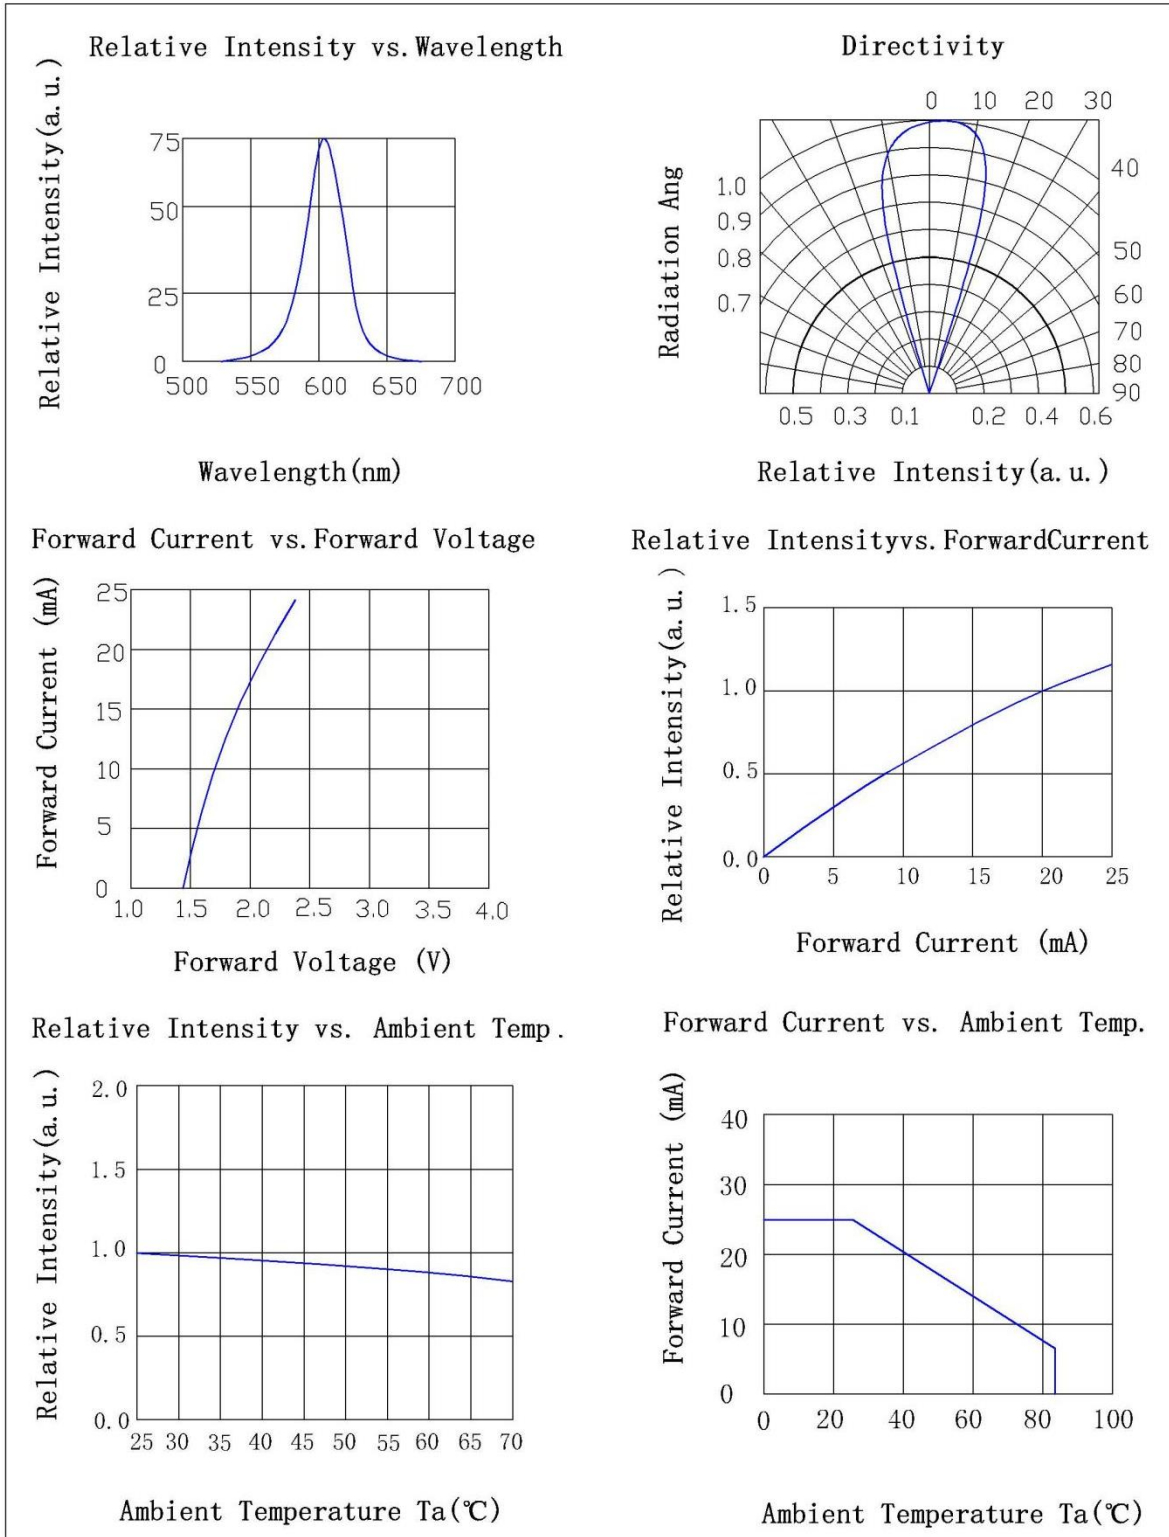 Relative Intensity vs.Wavelength
Relative Intensity(a.u.)
75
50
25
0
500 550 600 650 700
Wavelength(nm)
Directivity
0 10 20 30
40
50
60
70
80
90
1.0
0.9
0.8
0.7
Radiation Ang
0.5 0.3 0.1 0.2 0.4 0.6
Relative Intensity(a.u.)
Forward Current vs.Forward Voltage
Forward Current (mA)
25
20
15
10
5
0
1.0 1.5 2.0 2.5 3.0 3.5 4.0
Forward Voltage (V)
Relative Intensityvs.ForwardCurrent
Relative Intensity(a.u.)
1.5
1.0
0.5
0.0
0 5 10 15 20 25
Forward Current (mA)
Relative Intensity vs. Ambient Temp.
Relative Intensity(a.u.)
2.0
1.5
1.0
0.5
0.0
25 30 35 40 45 50 55 60 65 70
Ambient Temperature Ta(℃)
Forward Current vs. Ambient Temp.
Forward Current (mA)
40
30
20
10
0
0 20 40 60 80 100
Ambient Temperature Ta(℃)